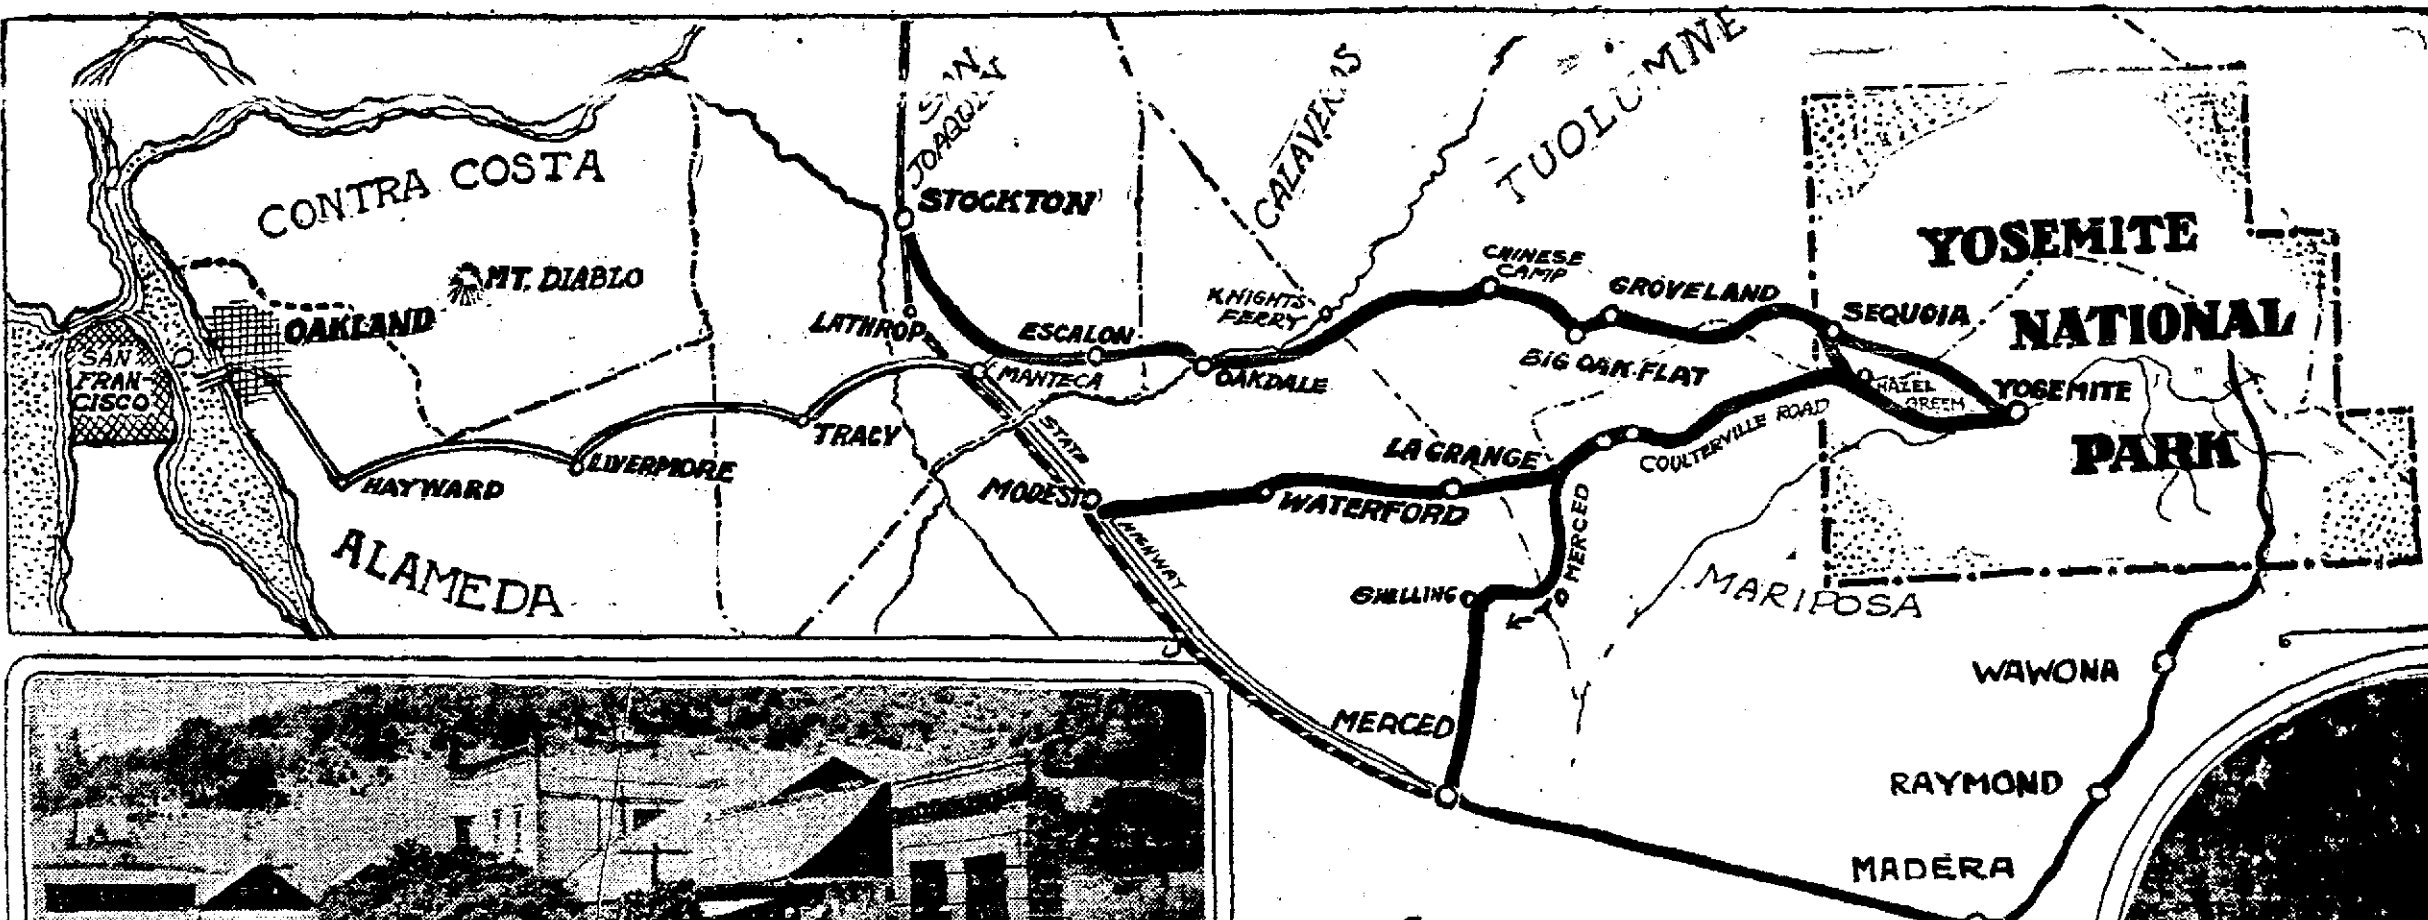 SAN
JOAQUIN
CALAVERAS
TUOLUMNE
CONTRA COSTA
STOCKTON
YOSEMITE
NATIONAL
PARK
MT. DIABLO
OAKLAND
SAN
FRAN-
CISCO
LATHROP
ESCALON
KNIGHTS
FERRY
CHINESE
CAMP
GROVELAND
SEQUOIA
BIG OAK FLAT
MANTECA
OAKDALE
HAZEL
GREEN
YOSEMITE
TRACY
STATE
HIGHWAY
LA GRANGE
COULTERVILLE ROAD
LIVERMORE
HAYWARD
MODESTO
WATERFORD
MERCED
ALAMEDA
SNELLING
MARIPOSA
WAWONA
MERCED
RAYMOND
MADERA